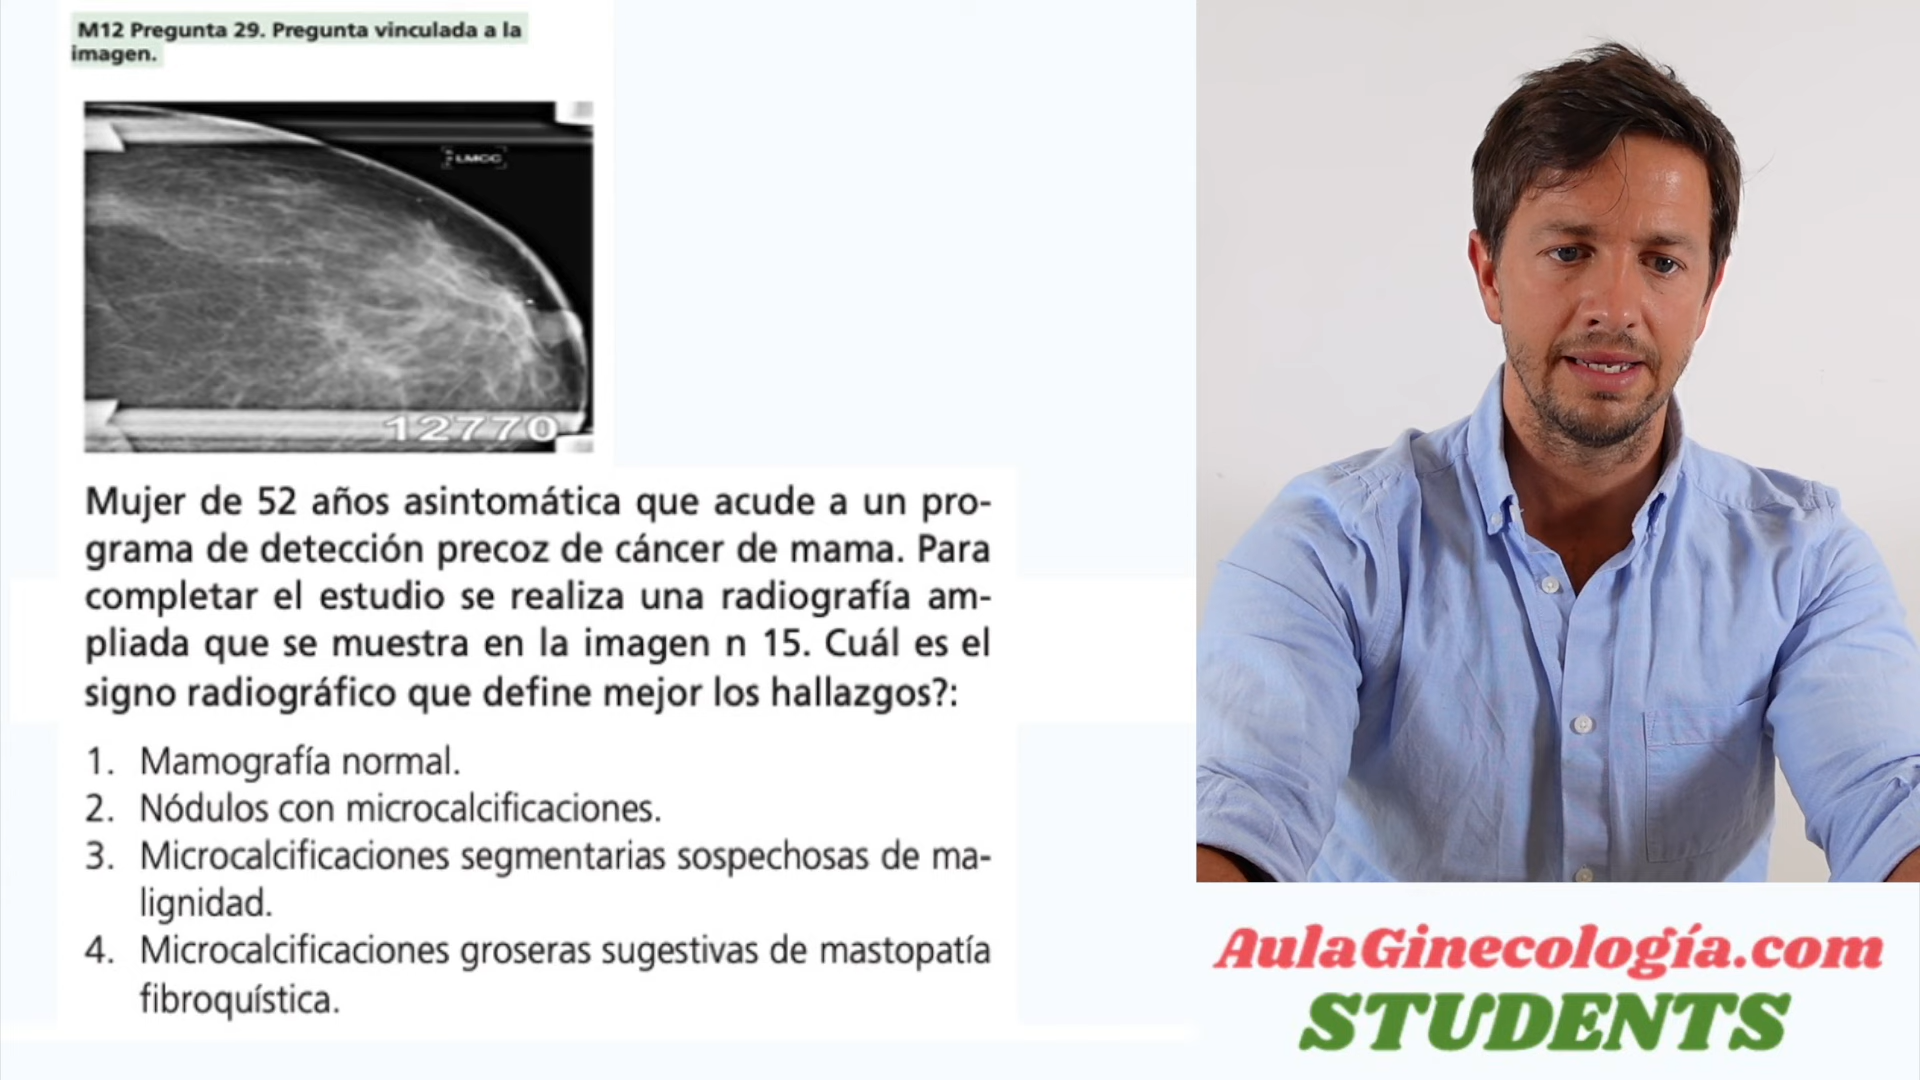 M12 Pregunta 29. Pregunta vinculada a la
imagen.
LMCC
12770
Mujer de 52 años asintomática que acude a un pro-
grama de detección precoz de cáncer de mama. Para
completar el estudio se realiza una radiografía am-
pliada que se muestra en la imagen n 15. Cuál es el
signo radiográfico que define mejor los hallazgos?:
1. Mamografía normal.
2. Nódulos con microcalcificaciones.
3. Microcalcificaciones segmentarias sospechosas de ma-
lignidad.
4. Microcalcificaciones groseras sugestivas de mastopatía
fibroquística.
AulaGinecología.com
STUDENTS